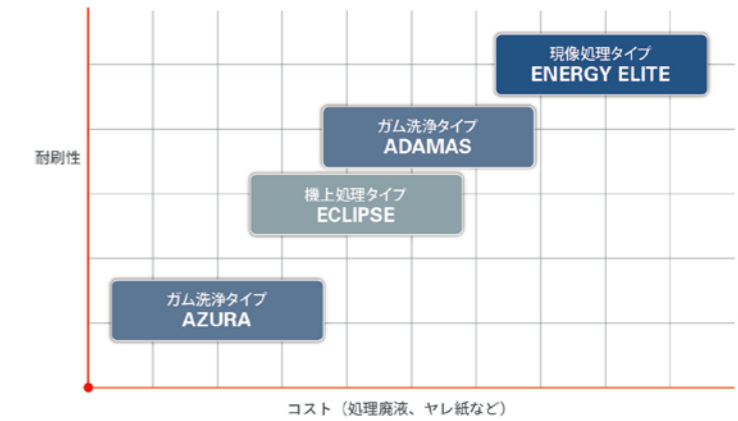 現像処理タイプ
ENERGY ELITE
ガム洗浄タイプ
ADAMAS
耐刷性
機上処理タイプ
ECLIPSE
ガム洗浄タイプ
AZURA
コスト（処理廃液、ヤレ紙など）